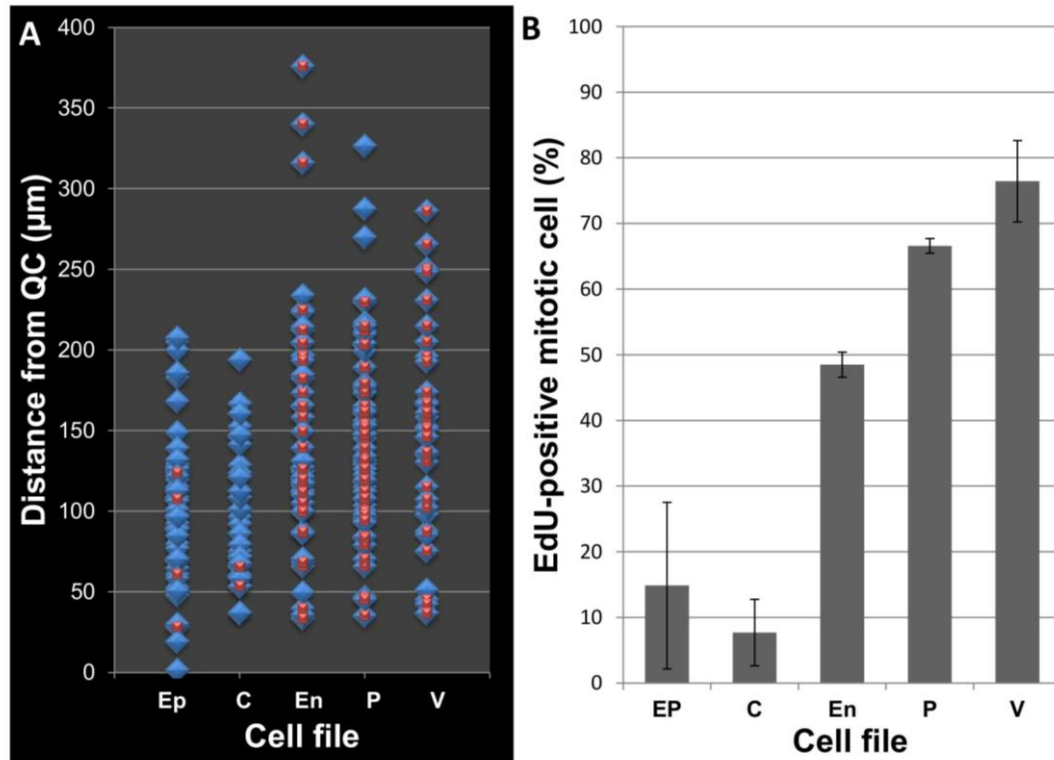 A
Distance from QC (μm)
400
350
300
250
200
150
100
50
0
Ep C En P V
Cell file
B
EdU-positive mitotic cell (%)
100
90
80
70
60
50
40
30
20
10
0
EP C En P V
Cell file